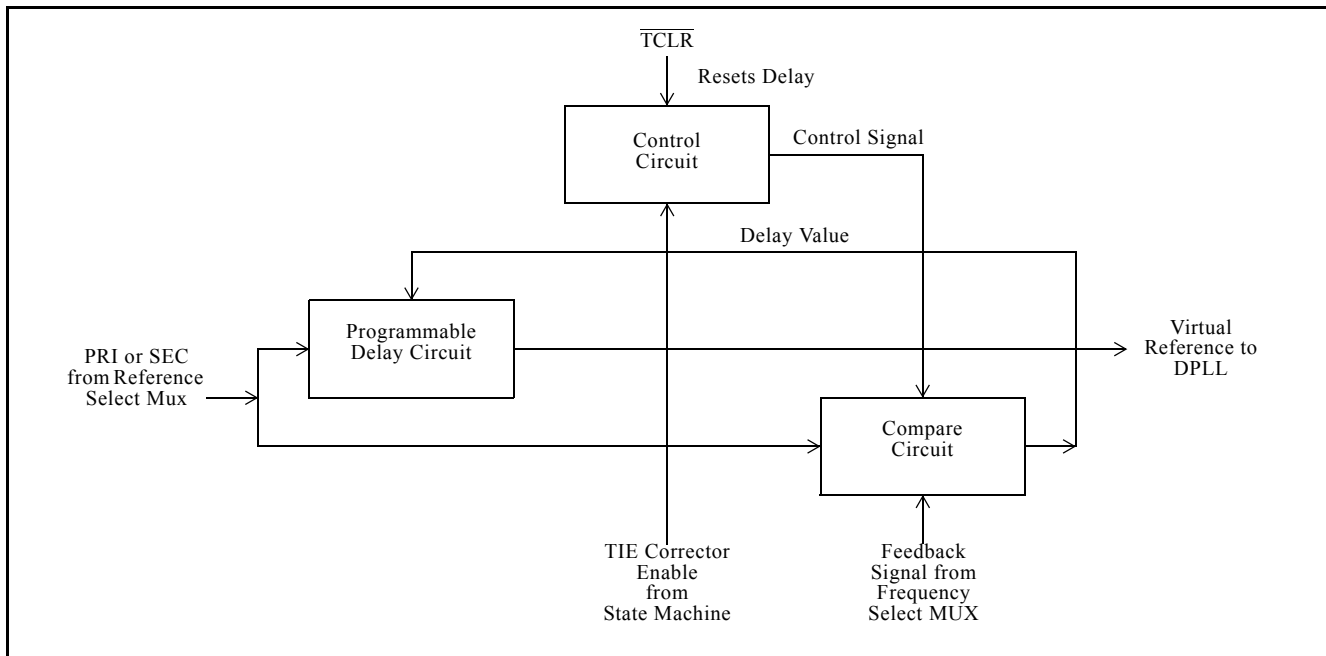 TCLR
Resets Delay
Control
Circuit
Control Signal
Delay Value
Programmable
Delay Circuit
PRI or SEC
from Reference
Select Mux
Virtual
Reference to
DPLL
Compare
Circuit
TIE Corrector
Enable
from
State Machine
Feedback
Signal from
Frequency
Select MUX